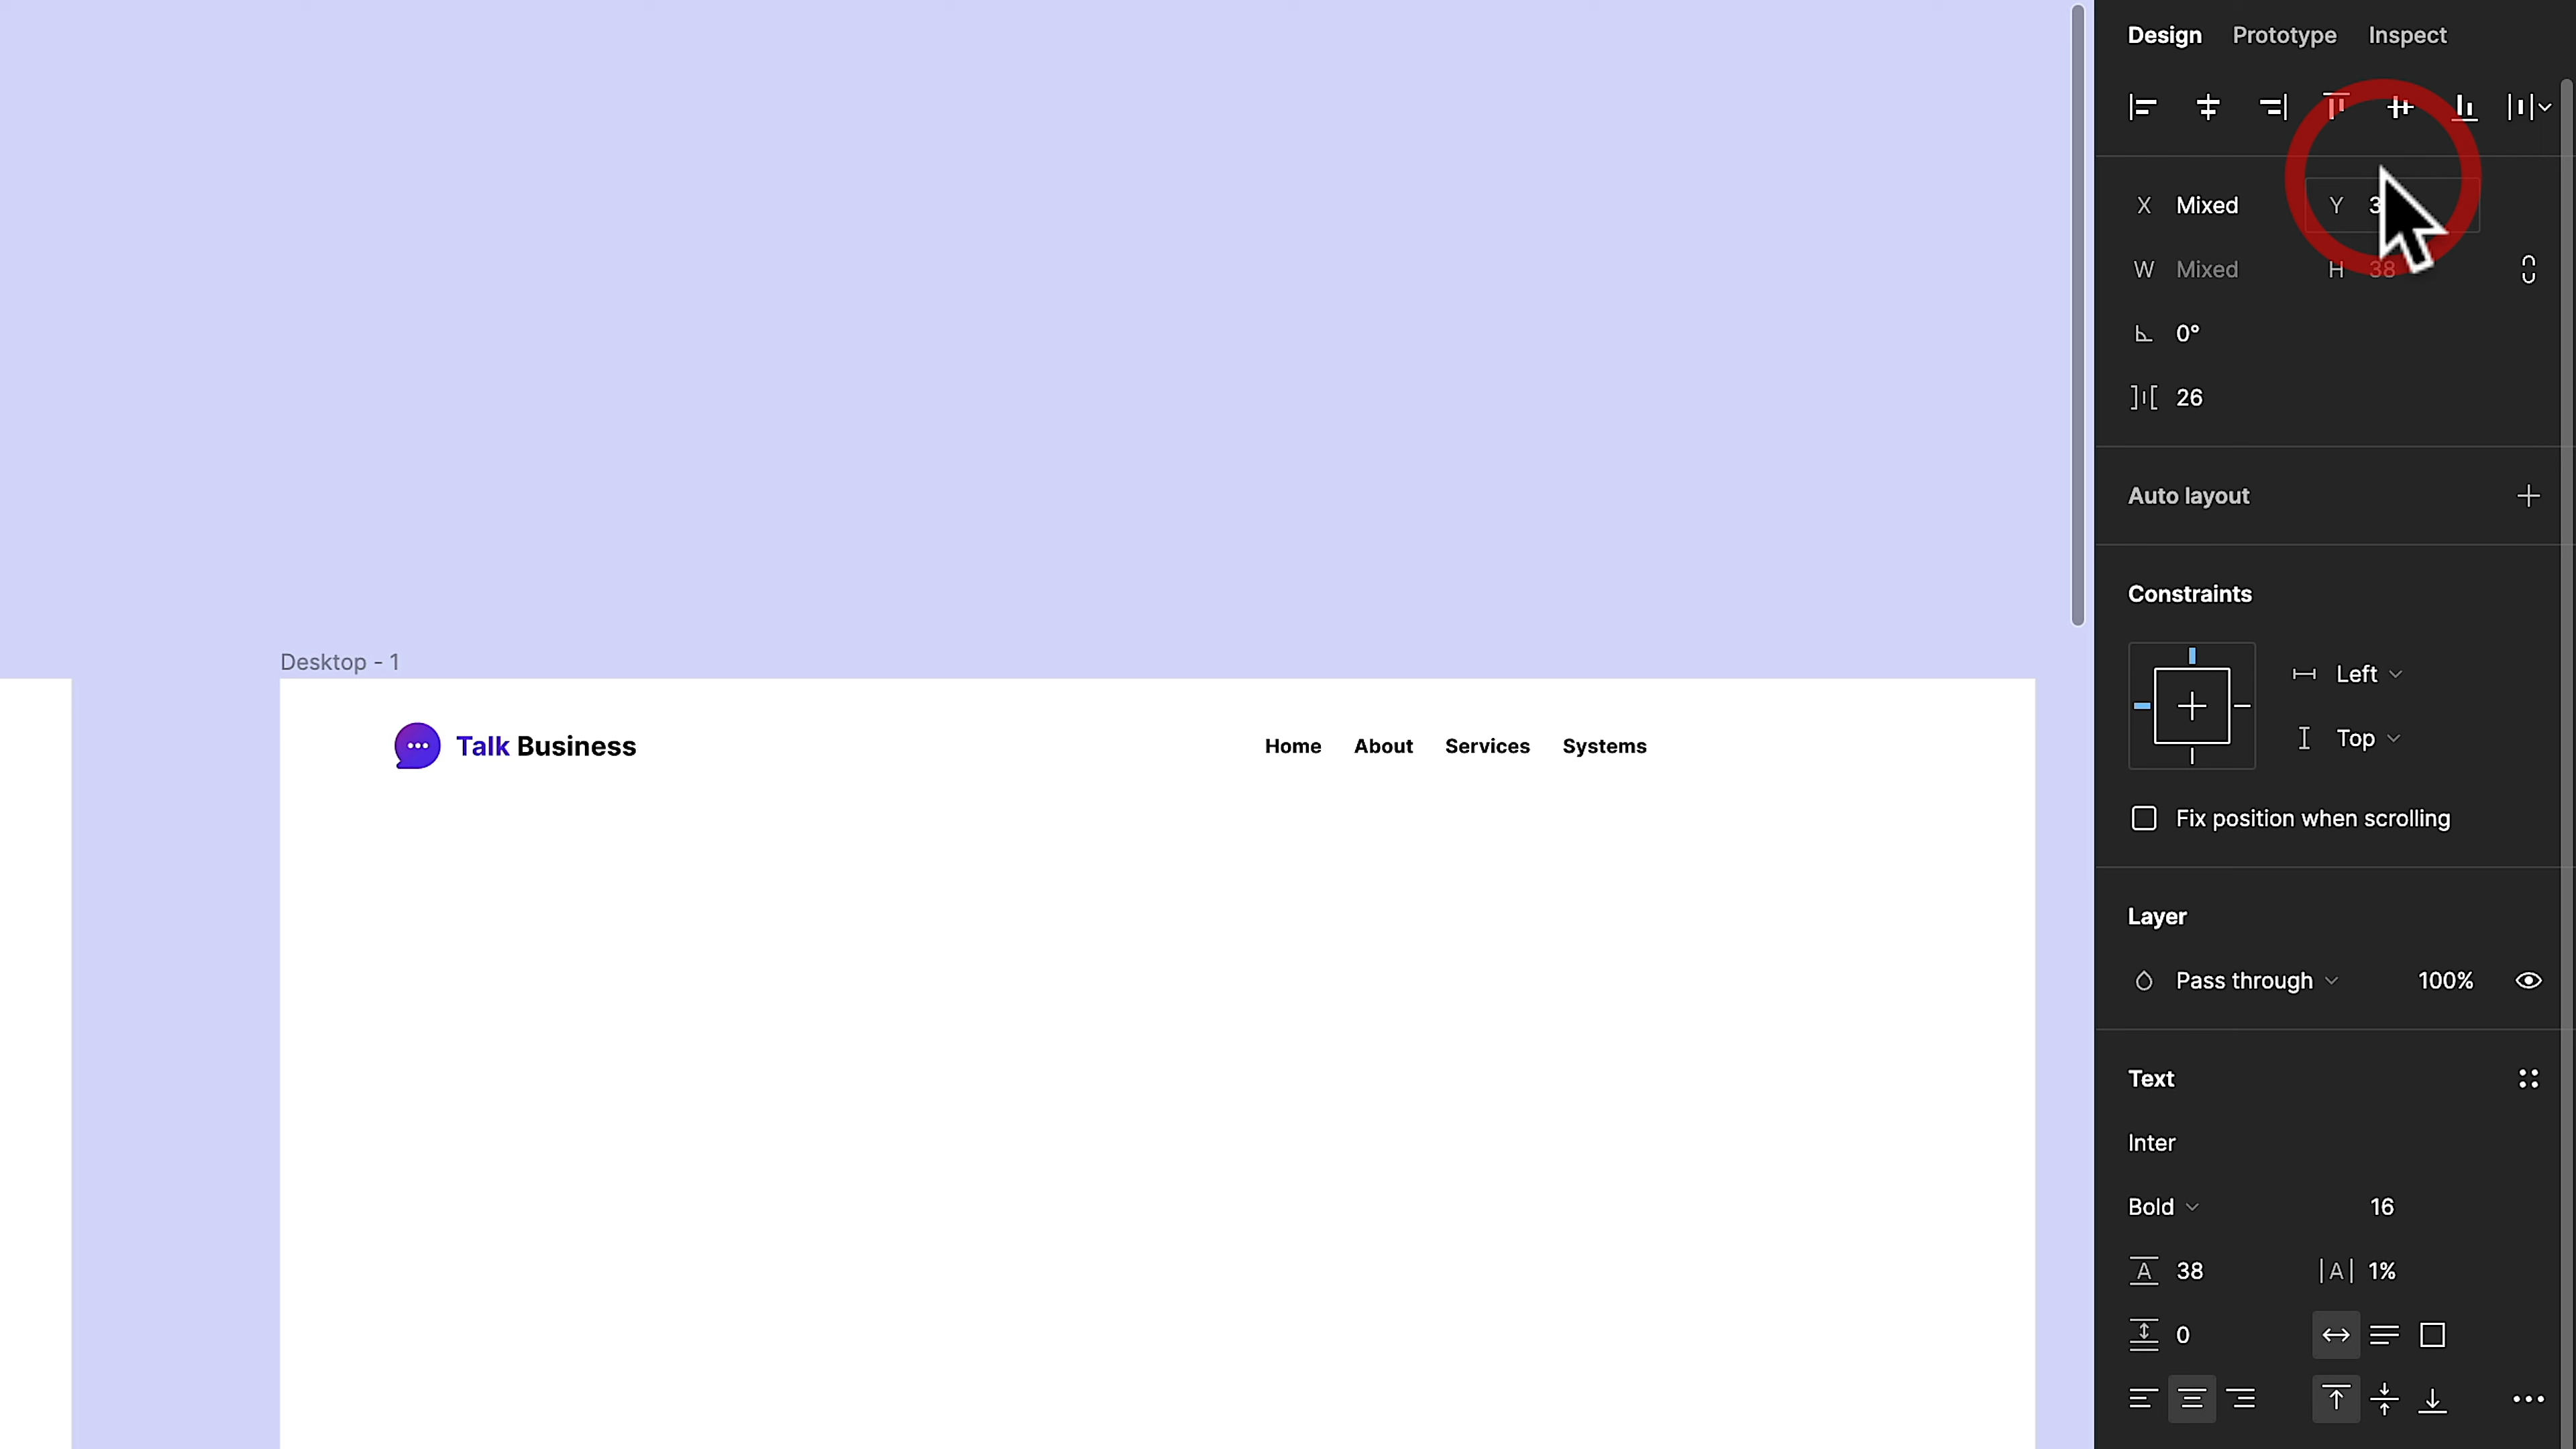 Design Prototype Inspect
X Mixed Y
W Mixed H 38
0°
26
Auto layout
Constraints
Left
Top
Fix position when scrolling
Layer
Pass through 100%
Text
Inter
Bold 16
A 38 |A| 1%
0
Desktop - 1
Talk Business Home About Services Systems